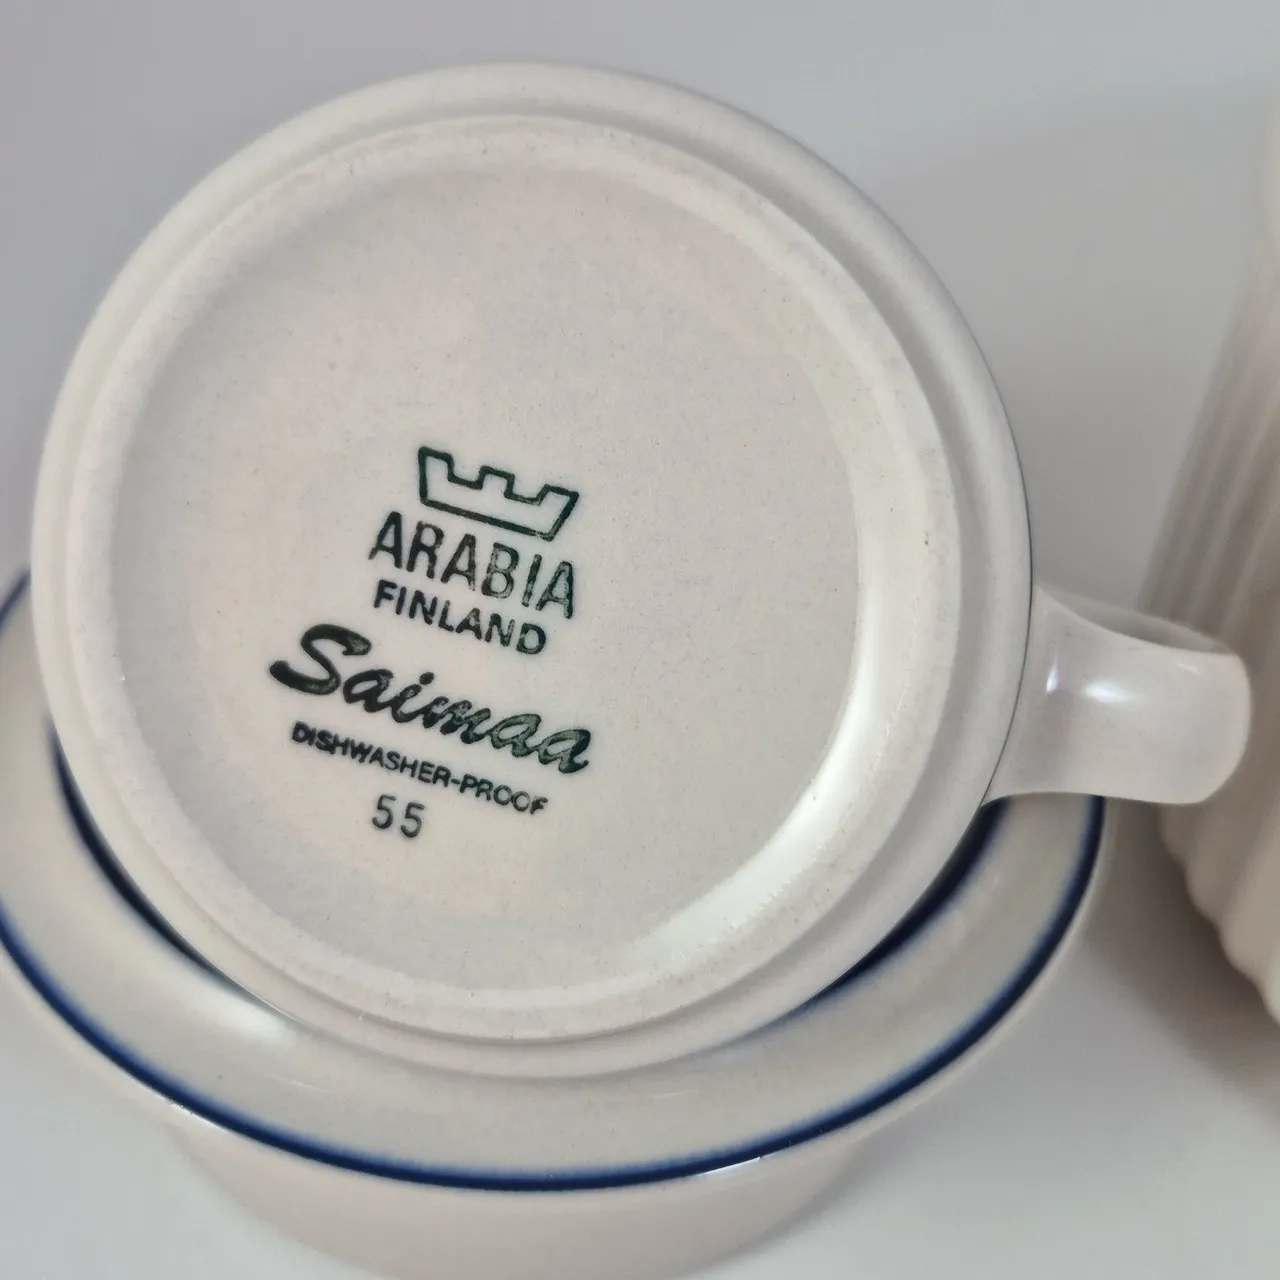 ARABIA
FINLAND
Saimaa
DISHWASHER-PROOF
55